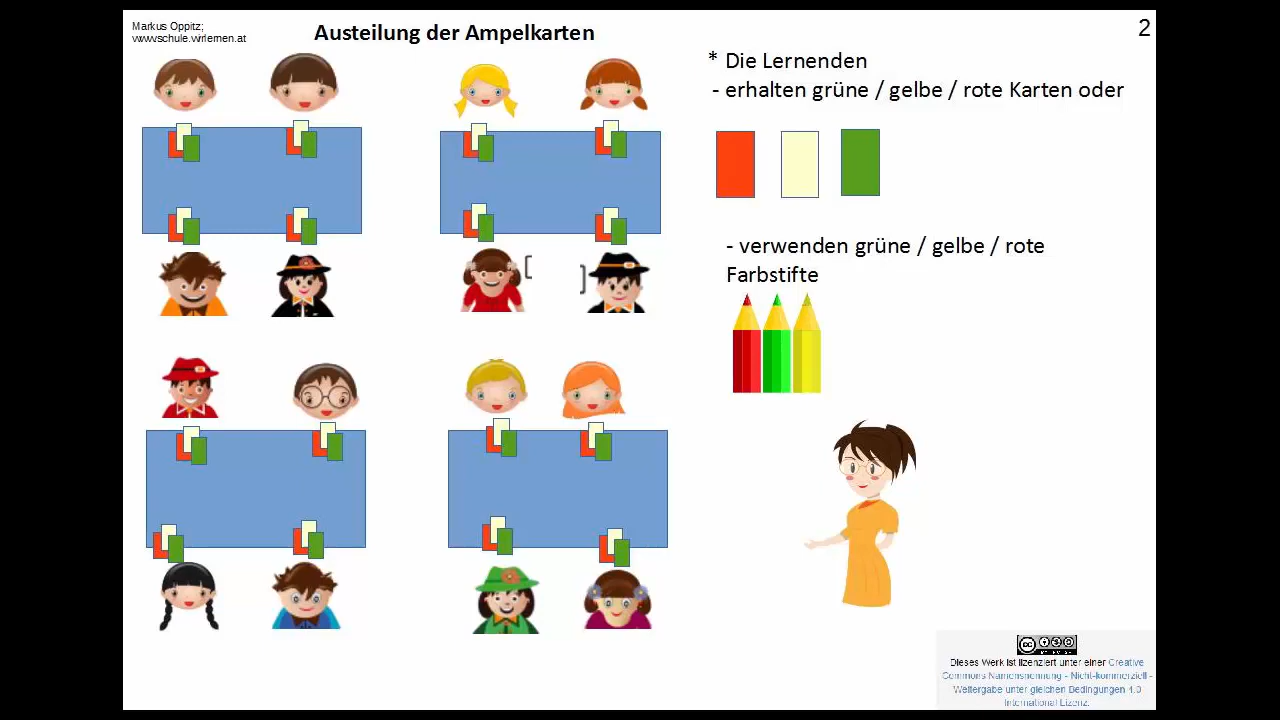 Markus Oppitz;
www.schule.wirlernen.at
Austeilung der Ampelkarten
2
* Die Lernenden
- erhalten grüne / gelbe / rote Karten oder
- verwenden grüne / gelbe / rote
Farbstifte
[
]
Dieses Werk ist lizenziert unter einer Creative
Commons Namensnennung - Nicht-kommerziell -
Weitergabe unter gleichen Bedingungen 4.0
International Lizenz.